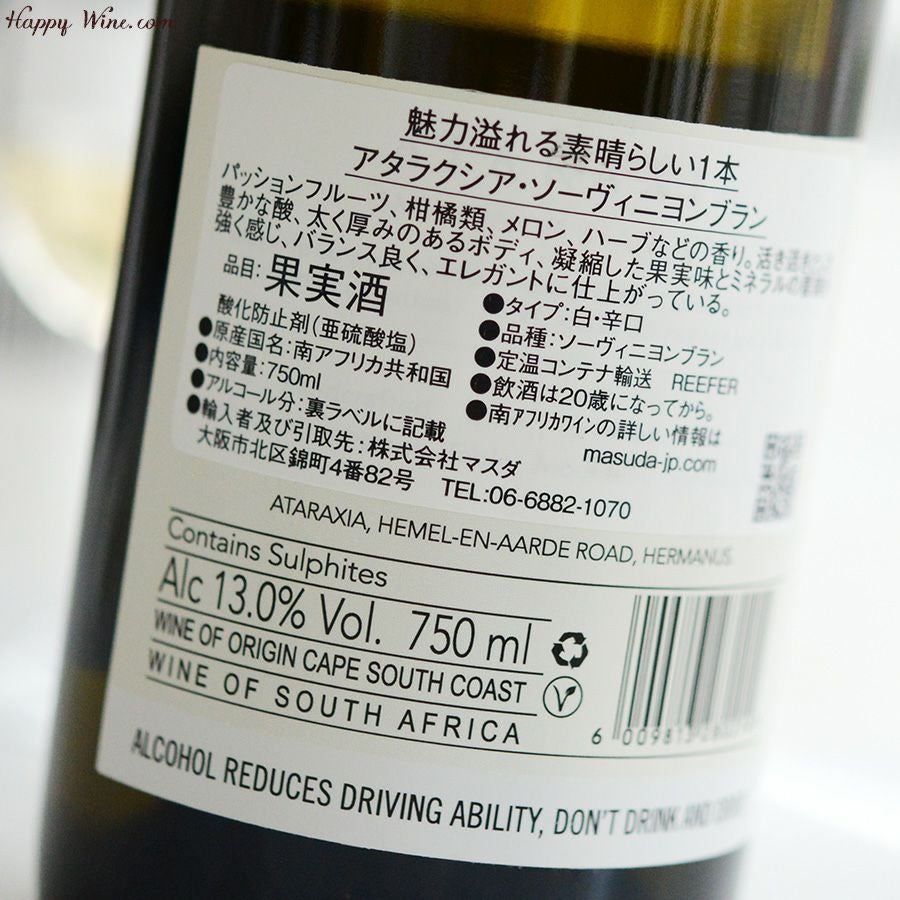 Happy Wine.com
魅力溢れる素晴らしい1本
アタラクシア・ソーヴィニヨンブラン
パッションフルーツ、柑橘類、メロン、ハーブなどの香り。活き活きとした
豊かな酸、太く厚みのあるボディ、凝縮した果実味とミネラルの
強く感じ、バランス良く、エレガントに仕上がっている。
品目:果実酒
酸化防止剤(亜硫酸塩)
●原産国名:南アフリカ共和国
●内容量:750ml
●アルコール分:裏ラベルに記載
●輸入者及び引取先:株式会社マスダ
大阪市北区錦町4番82号 TEL:06-6882-1070
●タイプ:白・辛口
●品種:ソーヴィニヨンブラン
●定温コンテナ輸送 REEFER
●飲酒は20歳になってから。
●南アフリカワインの詳しい情報は
masuda-jp.com
ATARAXIA, HEMEL-EN-AARDE ROAD, HERMANUS.
Contains Sulphites
Alc 13.0% Vol. 750 ml
WINE OF ORIGIN CAPE SOUTH COAST
WINE OF SOUTH AFRICA
V
6 009813
ALCOHOL REDUCES DRIVING ABILITY, DON'T DRINK AND